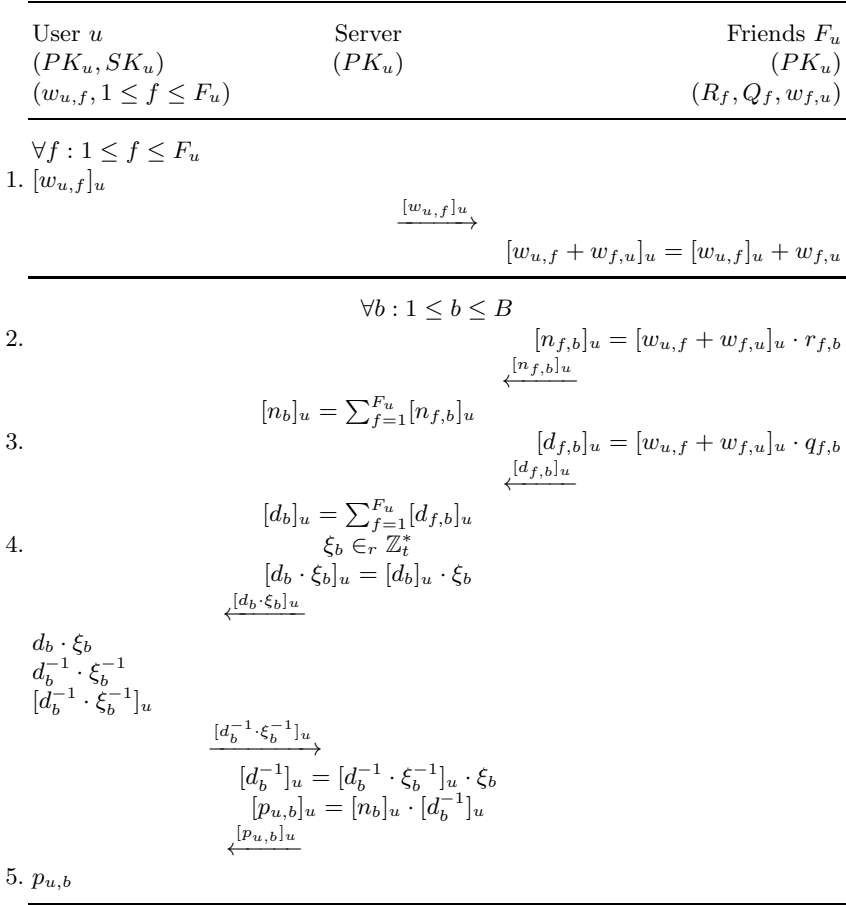 User u Server Friends F_u
(PK_u, SK_u) (PK_u) (PK_u)
(w_{u,f}, 1 ≤ f ≤ F_u) (R_f, Q_f, w_{f,u})
∀f : 1 ≤ f ≤ F_u
1. [w_{u,f}]_u
[w_{u,f}]_u →
[w_{u,f} + w_{f,u}]_u = [w_{u,f}]_u + w_{f,u}
∀b : 1 ≤ b ≤ B
2. [n_{f,b}]_u = [w_{u,f} + w_{f,u}]_u · r_{f,b}
[n_{f,b}]_u ←
[n_b]_u = ∑_{f=1}^{F_u} [n_{f,b}]_u
3. [d_{f,b}]_u = [w_{u,f} + w_{f,u}]_u · q_{f,b}
[d_{f,b}]_u ←
[d_b]_u = ∑_{f=1}^{F_u} [d_{f,b}]_u
4. ξ_b ∈_r ℤ_t^*
[d_b · ξ_b]_u = [d_b]_u · ξ_b
[d_b·ξ_b]_u ←
d_b · ξ_b
d_b^{-1} · ξ_b^{-1}
[d_b^{-1} · ξ_b^{-1}]_u
[d_b^{-1}·ξ_b^{-1}]_u →
[d_b^{-1}]_u = [d_b^{-1} · ξ_b^{-1}]_u · ξ_b
[p_{u,b}]_u = [n_b]_u · [d_b^{-1}]_u
[p_{u,b}]_u ←
5. p_{u,b}